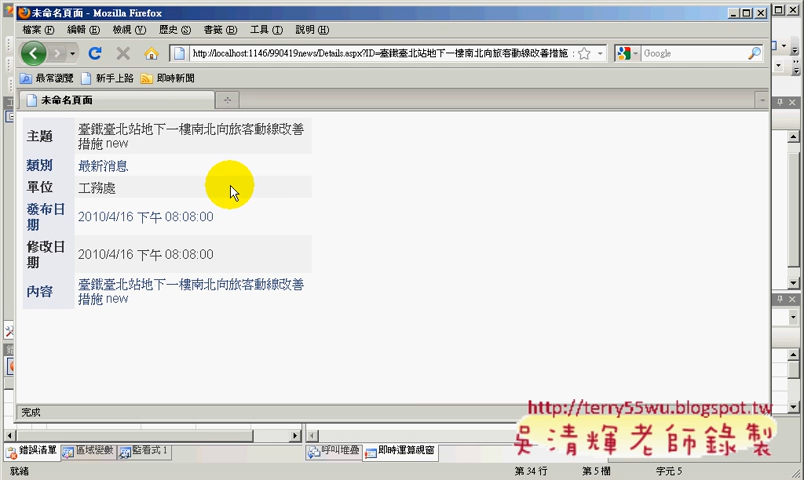 未命名頁面 - Mozilla Firefox
檔案(F) 編輯(E) 檢視(V) 歷史(S) 書籤(B) 工具(T) 說明(H)
http://localhost:1146/990419news/Details.aspx?ID=臺鐵臺北站地下一樓南北向旅客動線改善措施
Google
最常瀏覽 新手上路 即時新聞
未命名頁面
主題 臺鐵臺北站地下一樓南北向旅客動線改善
措施 new
類別 最新消息
單位 工務處
發布日
期 2010/4/16 下午 08:08:00
修改日
期 2010/4/16 下午 08:08:00
內容 臺鐵臺北站地下一樓南北向旅客動線改善
措施 new
完成
http://terry55wu.blogspot.tw
吳清輝老師錄製
錯誤清單 區域變數 監看式 1 呼叫堆疊 即時運算視窗
就緒 第 34 行 第 5 欄 字元 5